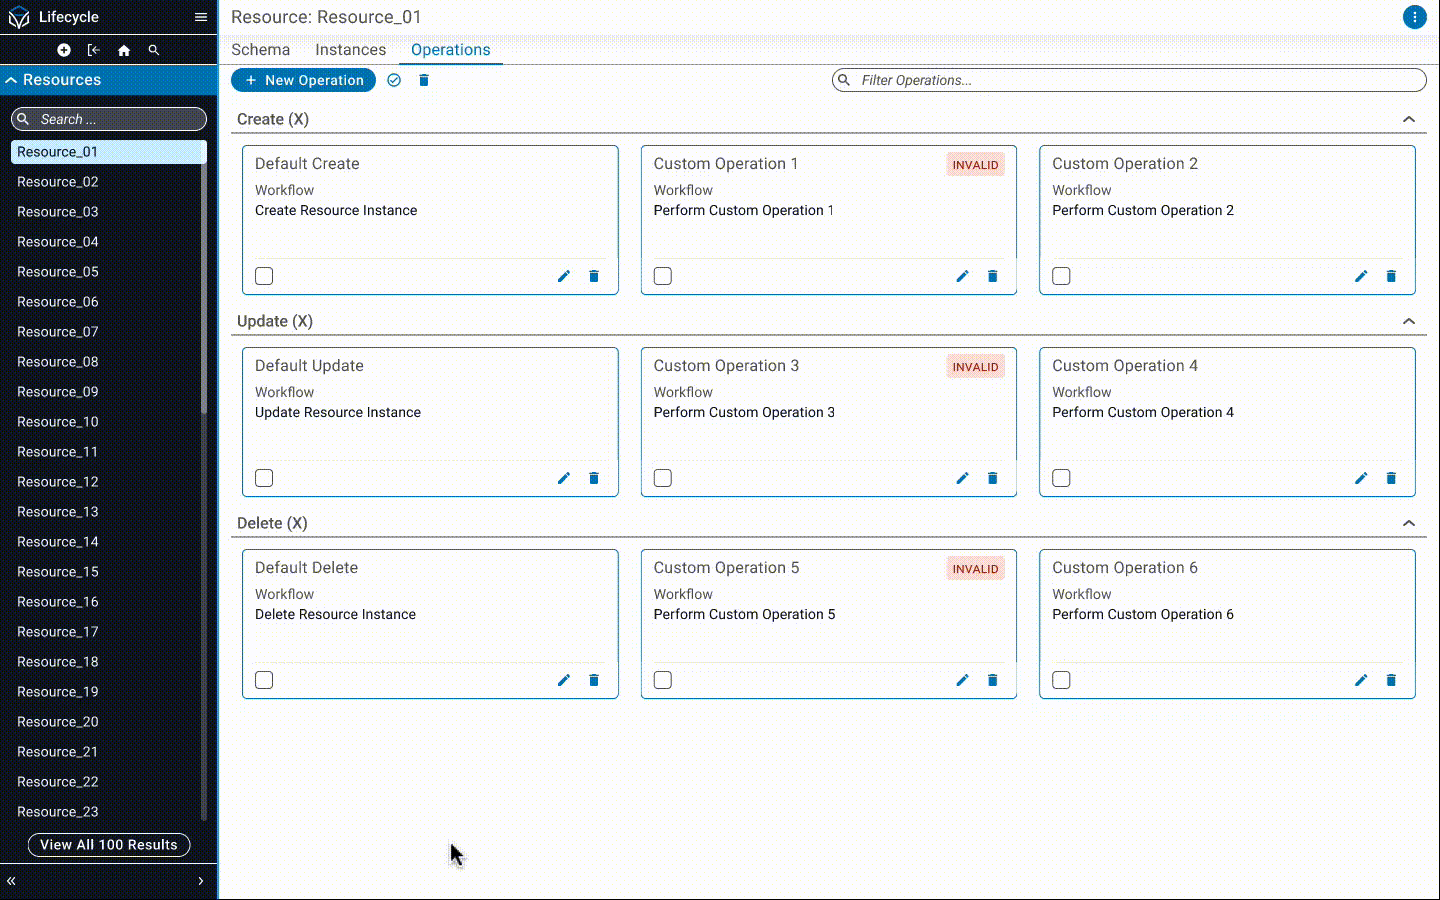 Lifecycle
Resources
Search ...
Resource_01
Resource_02
Resource_03
Resource_04
Resource_05
Resource_06
Resource_07
Resource_08
Resource_09
Resource_10
Resource_11
Resource_12
Resource_13
Resource_14
Resource_15
Resource_16
Resource_17
Resource_18
Resource_19
Resource_20
Resource_21
Resource_22
Resource_23
View All 100 Results
Resource: Resource_01
Schema Instances Operations
+ New Operation Filter Operations...
Create (X)
Default Create
Workflow
Create Resource Instance
Custom Operation 1 INVALID
Workflow
Perform Custom Operation 1
Custom Operation 2
Workflow
Perform Custom Operation 2
Update (X)
Default Update
Workflow
Update Resource Instance
Custom Operation 3 INVALID
Workflow
Perform Custom Operation 3
Custom Operation 4
Workflow
Perform Custom Operation 4
Delete (X)
Default Delete
Workflow
Delete Resource Instance
Custom Operation 5 INVALID
Workflow
Perform Custom Operation 5
Custom Operation 6
Workflow
Perform Custom Operation 6